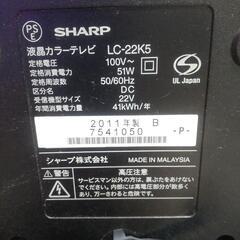 PS
E
SHARP
液晶カラーテレビ LC-22K5
定格電圧 100V~
定格消費電力 51W
定格周波数 50/60Hz
区分名 DC
受信機型サイズ 22V
年間消費電力量 41kWh/年
UL Japan
2011年製 B
7541050 -P-
シャープ株式会社 MADE IN MALAYSIA
高圧注意
サービスマン以外の方は、裏ぶたをあけないでください。
内部には高電圧部分が数多くあり、
万一さわると危険です。